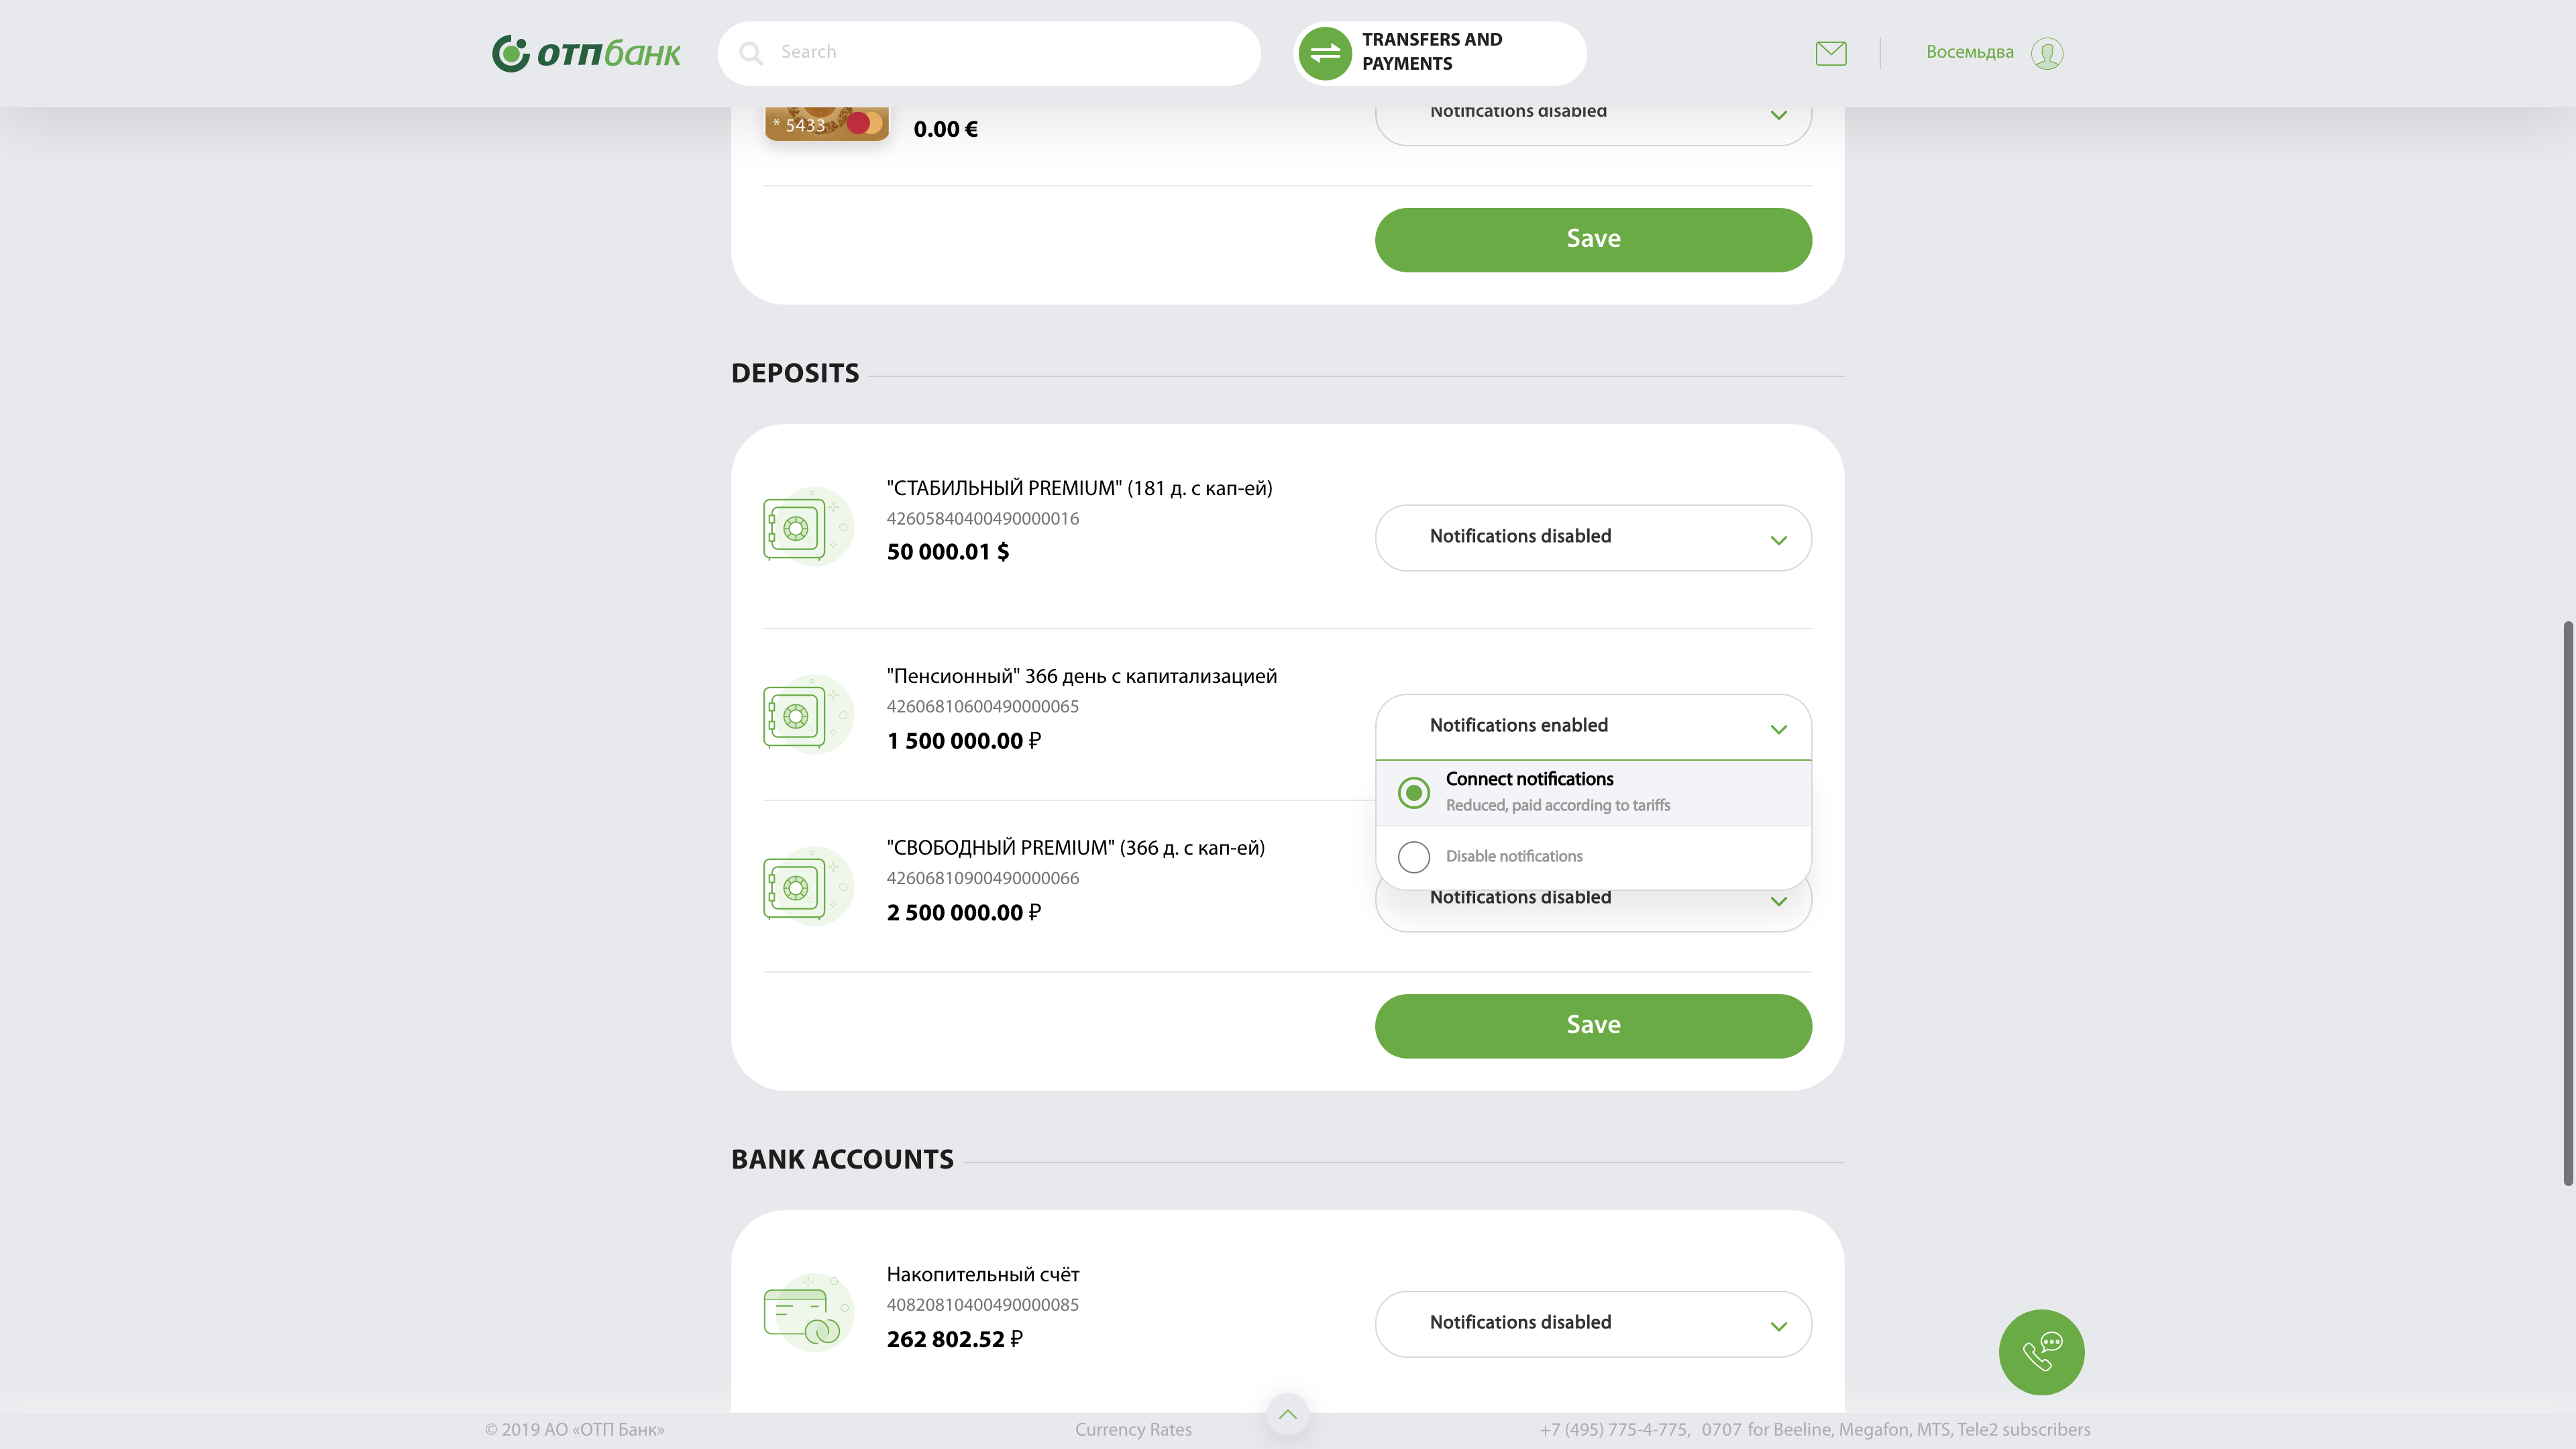 отпбанк
Search
TRANSFERS AND
PAYMENTS
Восемьдва
* 5433
0.00 €
Notifications disabled
Save
DEPOSITS
"СТАБИЛЬНЫЙ PREMIUM" (181 д. с кап-ей)
42605840400490000016
50 000.01 $
Notifications disabled
"Пенсионный" 366 день с капитализацией
42606810600490000065
1 500 000.00 ₽
Notifications enabled
Connect notifications
Reduced, paid according to tariffs
Disable notifications
"СВОБОДНЫЙ PREMIUM" (366 д. с кап-ей)
42606810900490000066
2 500 000.00 ₽
Notifications disabled
Save
BANK ACCOUNTS
Накопительный счёт
40820810400490000085
262 802.52 ₽
Notifications disabled
© 2019 АО «ОТП Банк»
Currency Rates
+7 (495) 775-4-775, 0707 for Beeline, Megafon, MTS, Tele2 subscribers